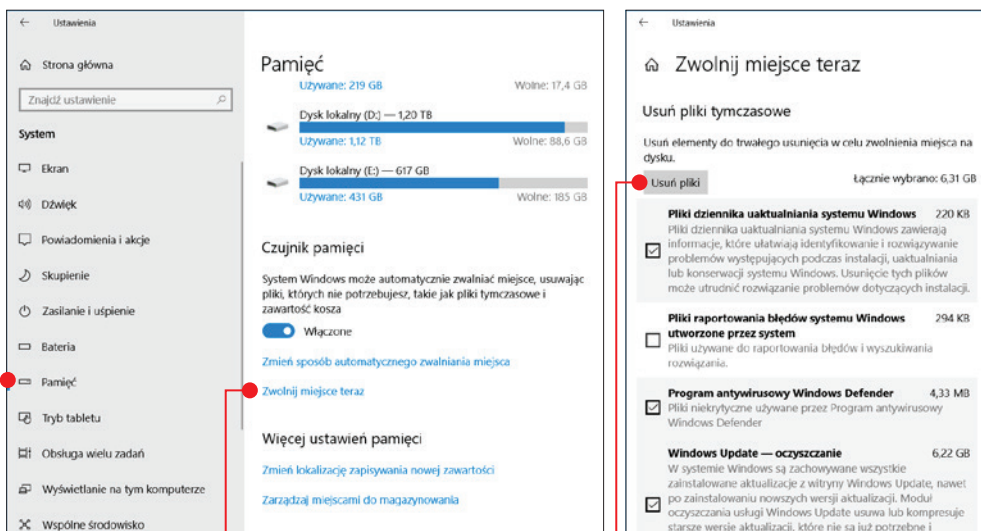 Ustawienia
Strona główna
Znajdź ustawienie
System
Ekran
Dźwięk
Powiadomienia i akcje
Skupienie
Zasilanie i uśpienie
Bateria
Pamięć
Tryb tabletu
Obsługa wielu zadań
Wyświetlanie na tym komputerze
Wspólne środowisko
Pamięć
Używane: 219 GB Wolne: 17,4 GB
Dysk lokalny (D:) — 1,20 TB
Używane: 1,12 TB Wolne: 88,6 GB
Dysk lokalny (E:) — 617 GB
Używane: 431 GB Wolne: 185 GB
Czujnik pamięci
System Windows może automatycznie zwalniać miejsce, usuwając
pliki, których nie potrzebujesz, takie jak pliki tymczasowe i
zawartość kosza
Włączone
Zmień sposób automatycznego zwalniania miejsca
Zwolnij miejsce teraz
Więcej ustawień pamięci
Zmień lokalizację zapisywania nowej zawartości
Zarządzaj miejscami do magazynowania
Ustawienia
Zwolnij miejsce teraz
Usuń pliki tymczasowe
Usuń elementy do trwałego usunięcia w celu zwolnienia miejsca na
dysku.
Usuń pliki Łącznie wybrano: 6,31 GB
Pliki dziennika uaktualniania systemu Windows 220 KB
Pliki dziennika uaktualniania systemu Windows zawierają
informacje, które ułatwiają identyfikowanie i rozwiązywanie
problemów występujących podczas instalacji, uaktualniania
lub konserwacji systemu Windows. Usunięcie tych plików
może utrudnić rozwiązanie problemów dotyczących instalacji.
Pliki raportowania błędów systemu Windows 294 KB
utworzone przez system
Pliki używane do raportowania błędów i wyszukiwania
rozwiązania.
Program antywirusowy Windows Defender 4,33 MB
Pliki niekrytyczne używane przez Program antywirusowy
Windows Defender
Windows Update — oczyszczanie 6,22 GB
W systemie Windows są zachowywane wszystkie
zainstalowane aktualizacje z witryny Windows Update, nawet
po zainstalowaniu nowszych wersji aktualizacji. Moduł
oczyszczania usługi Windows Update usuwa lub kompresuje
starsze wersje aktualizacji, które nie są już potrzebne i